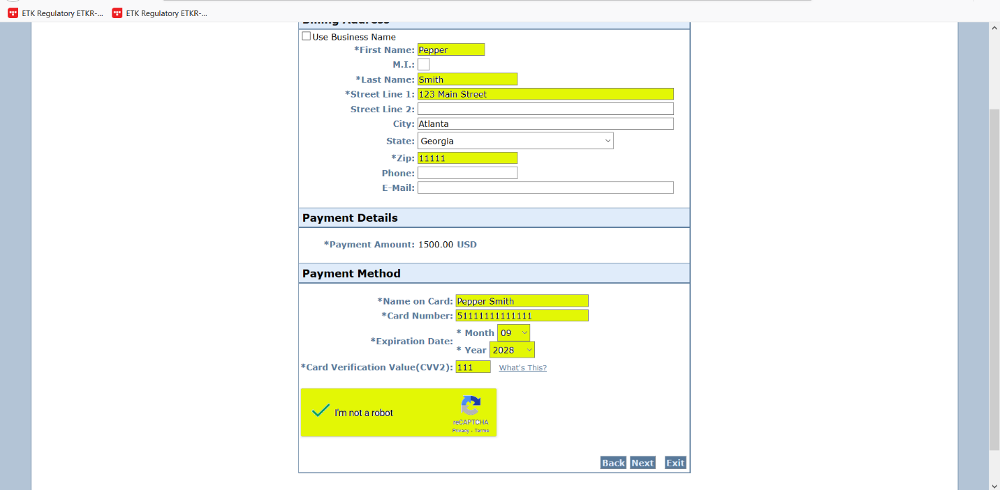 ETK Regulatory ETKR-... ETK Regulatory ETKR-...
Billing Address
Use Business Name
*First Name: Pepper
M.I.:
*Last Name: Smith
*Street Line 1: 123 Main Street
Street Line 2:
City: Atlanta
State: Georgia
*Zip: 11111
Phone:
E-Mail:
Payment Details
*Payment Amount: 1500.00 USD
Payment Method
*Name on Card: Pepper Smith
*Card Number: 51111111111111
*Expiration Date: * Month 09
* Year 2028
*Card Verification Value(CVV2): 111 What's This?
I'm not a robot
reCAPTCHA
Privacy - Terms
Back Next Exit